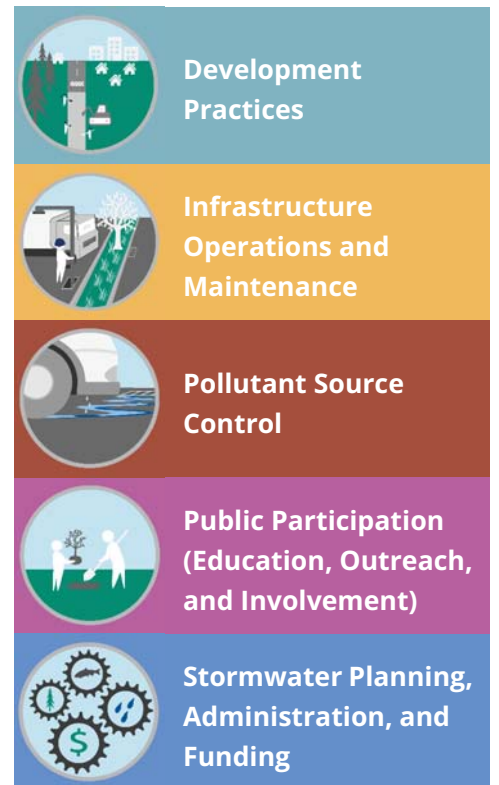 Development
Practices
Infrastructure
Operations and
Maintenance
Pollutant Source
Control
Public Participation
(Education, Outreach,
and Involvement)
Stormwater Planning,
Administration, and
Funding
$